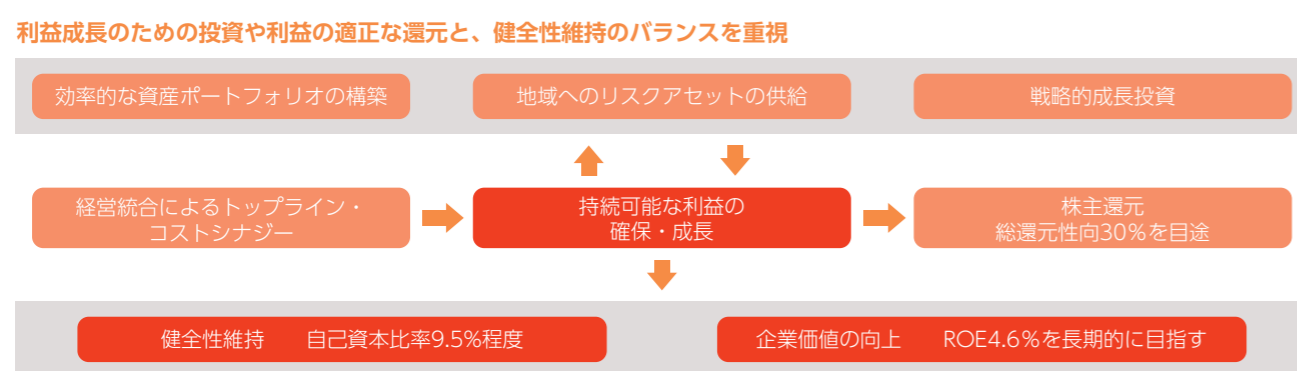 利益成長のための投資や利益の適正な還元と、健全性維持のバランスを重視
効率的な資産ポートフォリオの構築
地域へのリスクアセットの供給
戦略的成長投資
経営統合によるトップライン・
コストシナジー
持続可能な利益の
確保・成長
株主還元
総還元性向30%を目途
健全性維持　自己資本比率9.5%程度
企業価値の向上　ROE4.6%を長期的に目指す